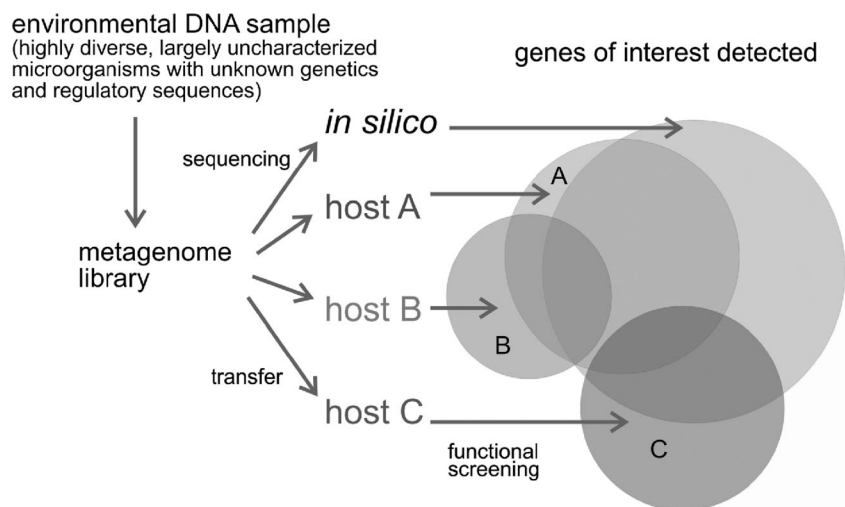 environmental DNA sample
(highly diverse, largely uncharacterized
microorganisms with unknown genetics
and regulatory sequences)
genes of interest detected
in silico
sequencing
A
host A
metagenome
library
host B
B
transfer
host C
functional
screening
C